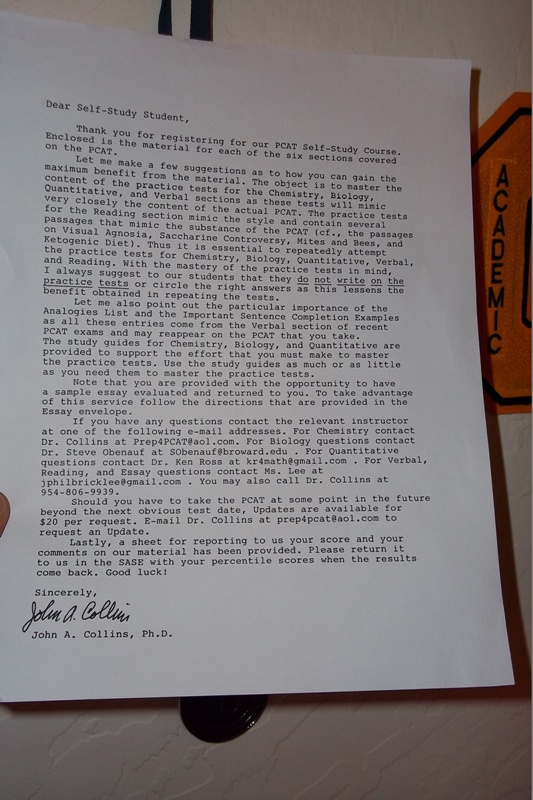 Dear Self-Study Student,
Thank you for registering for our PCAT Self-Study Course.
Enclosed is the material for each of the six sections covered
on the PCAT.
Let me make a few suggestions as to how you can gain the
maximum benefit from the material. The object is to master the
content of the practice tests for the Chemistry, Biology,
Quantitative, and Verbal sections as these tests will mimic
very closely the content of the actual PCAT. The practice tests
for the Reading section mimic the style and contain several
passages that mimic the substance of the PCAT (cf., the passages
on Visual Agnosia, Saccharine Controversy, Mites and Bees, and
Ketogenic Diet). Thus it is essential to repeatedly attempt
the practice tests for Chemistry, Biology, Quantitative, Verbal,
and Reading. With the mastery of the practice tests in mind,
I always suggest to our students that they do not write on the
practice tests or circle the right answers as this lessens the
benefit obtained in repeating the tests.
Let me also point out the particular importance of the
Analogies List and the Important Sentence Completion Examples
as all these entries come from the Verbal section of recent
PCAT exams and may reappear on the PCAT that you take.
The study guides for Chemistry, Biology, and Quantitative are
provided to support the effort that you must make to master
the practice tests. Use the study guides as much or as little
as you need them to master the practice tests.
Note that you are provided with the opportunity to have
a sample essay evaluated and returned to you. To take advantage
of this service follow the directions that are provided in the
Essay envelope.
If you have any questions contact the relevant instructor
at one of the following e-mail addresses. For Chemistry contact
Dr. Collins at Prep4PCAT@aol.com. For Biology questions contact
Dr. Steve Obenauf at SObenauf@broward.edu . For Quantitative
questions contact Dr. Ken Ross at kr4math@gmail.com . For Verbal,
Reading, and Essay questions contact Ms. Lee at
jphilbricklee@gmail.com . You may also call Dr. Collins at
954-806-9939.
Should you have to take the PCAT at some point in the future
beyond the next obvious test date, Updates are available for
$20 per request. E-mail Dr. Collins at prep4pcat@aol.com to
request an Update.
Lastly, a sheet for reporting to us your score and your
comments on our material has been provided. Please return it
to us in the SASE with your percentile scores when the results
come back. Good luck!
Sincerely,
John A. Collins
John A. Collins, Ph.D.
ACADEMIC